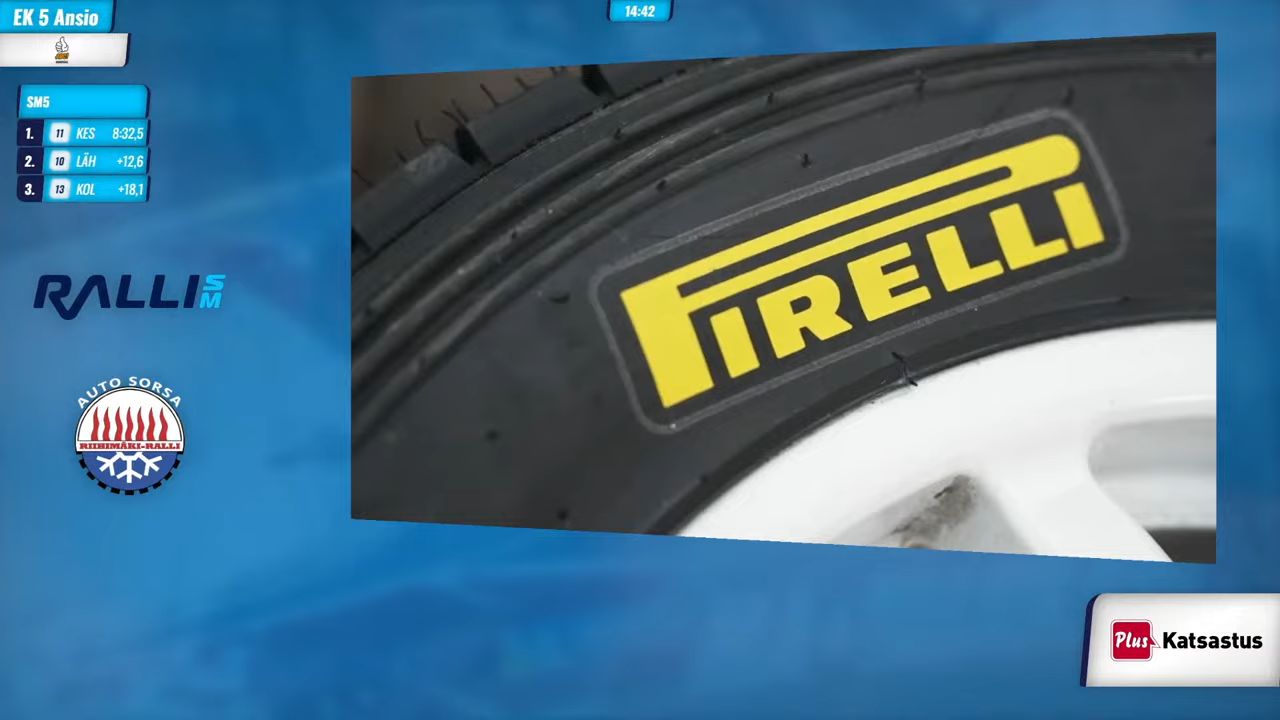 EK 5 Ansio
14:42
SM5
1. 11 KES 8:32,5
2. 10 LÄH +12,6
3. 13 KOL +18,1
RALLI SM
AUTO SORSA
RIIHIMÄKI-RALLI
PIRELLI
Plus Katsastus